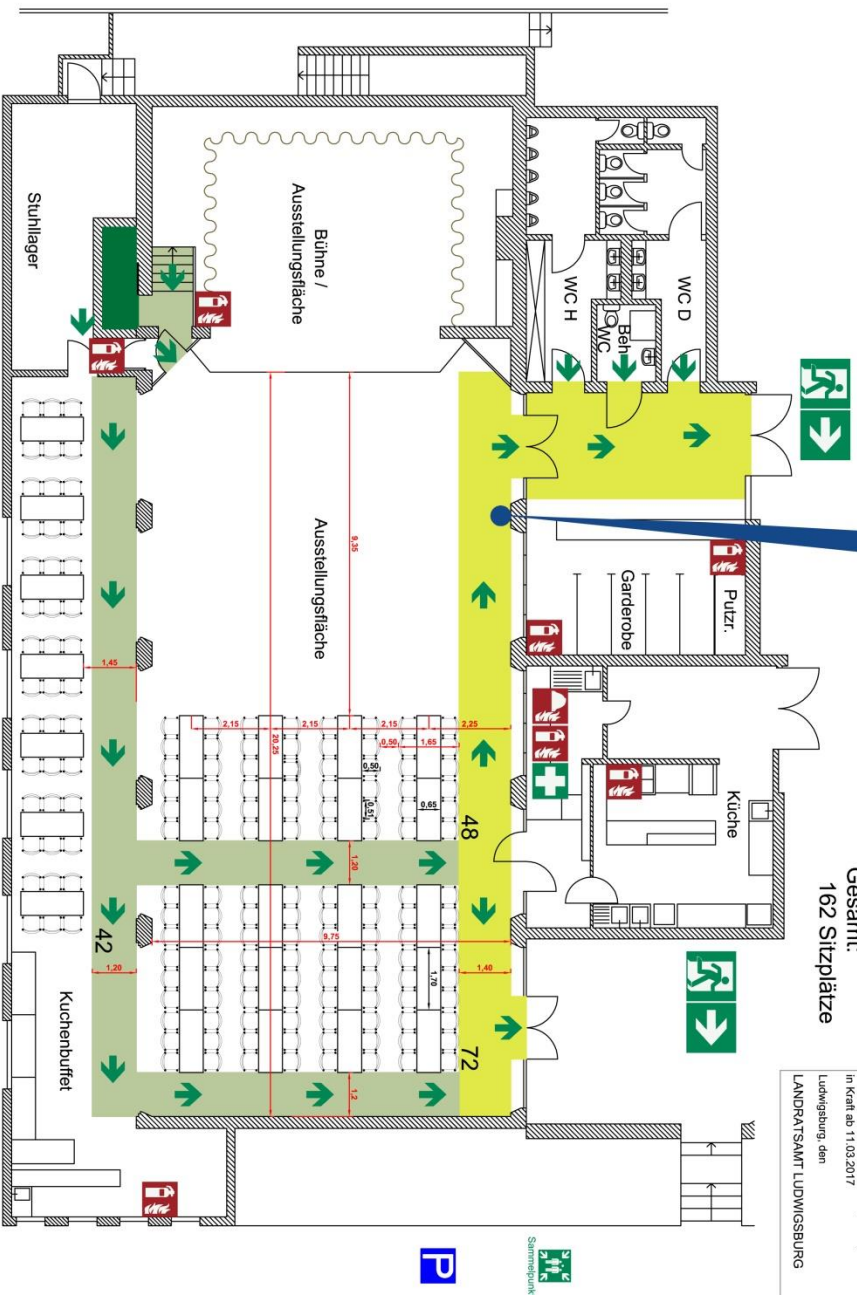 Gesamt:
162 Sitzplätze
in Kraft ab 11.03.2017
Ludwigsburg, den
LANDRATSAMT LUDWIGSBURG
WC D
WC H
Beh
WC
Putzr.
Garderobe
Küche
Bühne /
Ausstellungsfläche
Stuhllager
Ausstellungsfläche
9,35
20,25
1,45
2,15
2,15
2,15
2,25
0,50
1,65
0,50
0,51
0,65
48
1,20
9,75
1,70
1,40
72
42
1,20
1,2
Kuchenbuffet
Sammelpunk
P